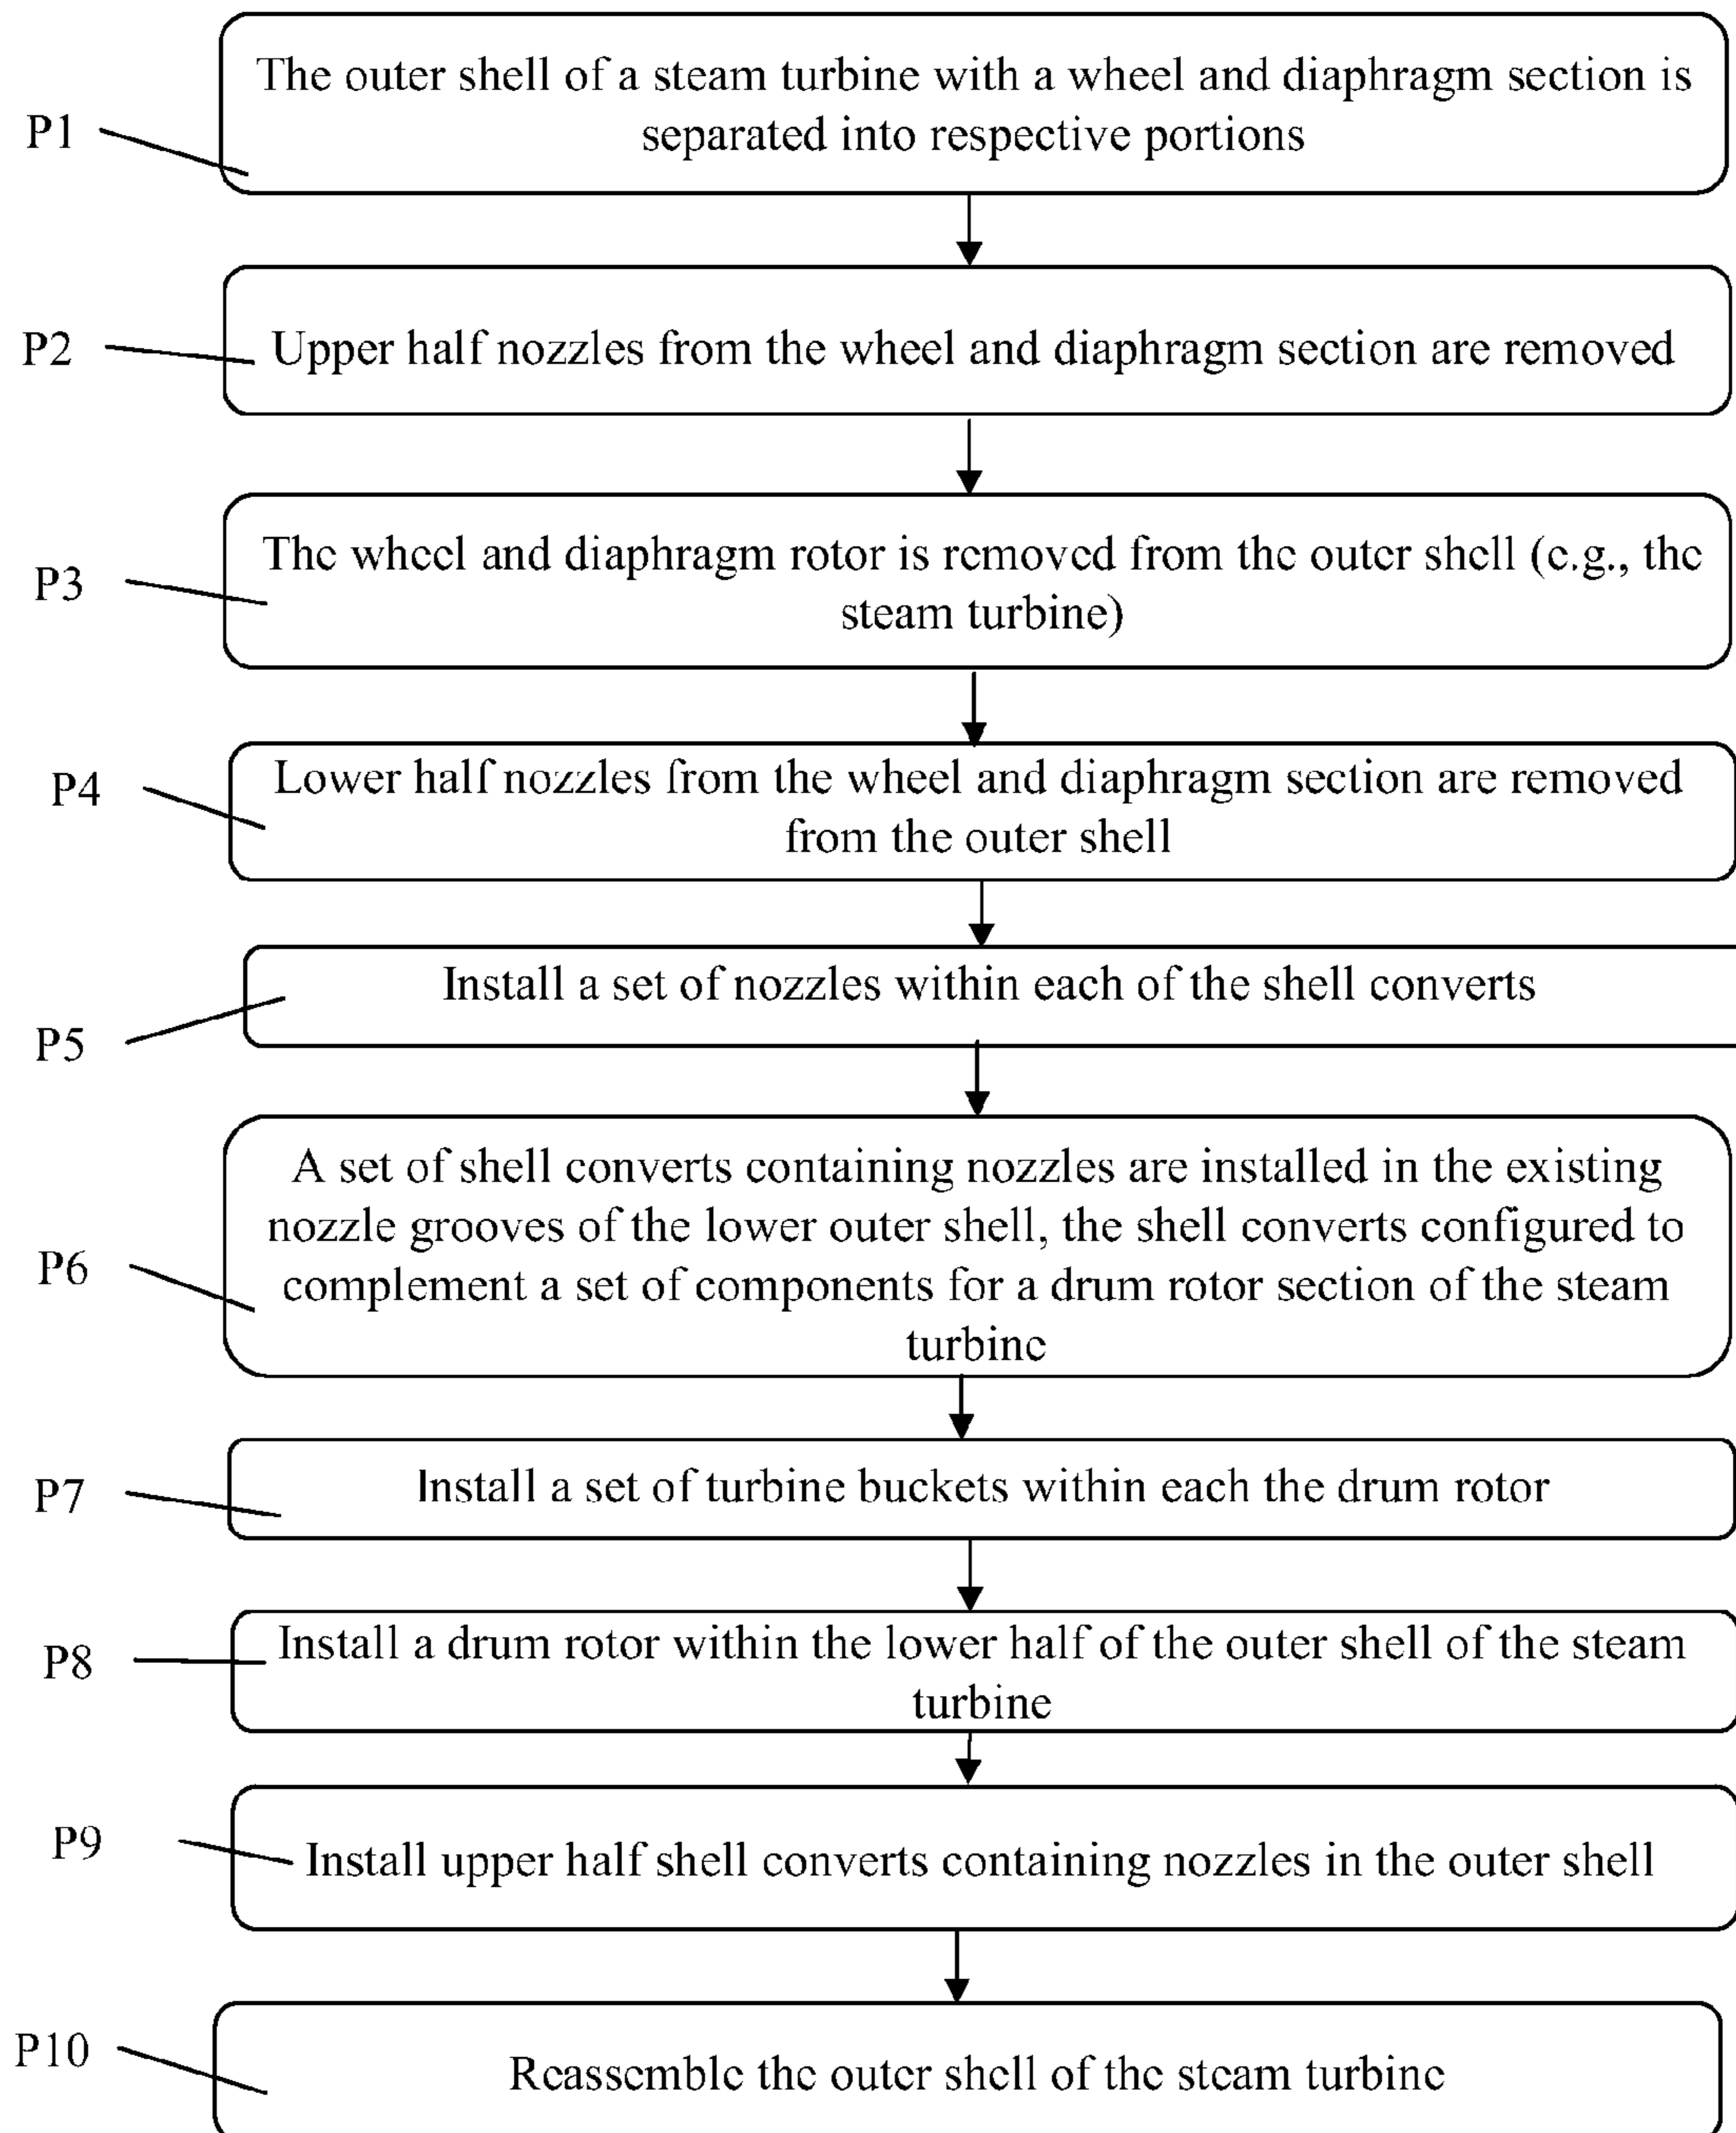 The outer shell of a steam turbine with a wheel and diaphragm section is
separated into respective portions
P1
Upper half nozzles from the wheel and diaphragm section are removed
P2
The wheel and diaphragm rotor is removed from the outer shell (e.g., the
steam turbine)
P3
Lower half nozzles from the wheel and diaphragm section are removed
from the outer shell
P4
Install a set of nozzles within each of the shell converts
P5
A set of shell converts containing nozzles are installed in the existing
nozzle grooves of the lower outer shell, the shell converts configured to
complement a set of components for a drum rotor section of the steam
turbine
P6
Install a set of turbine buckets within each the drum rotor
P7
Install a drum rotor within the lower half of the outer shell of the steam
turbine
P8
Install upper half shell converts containing nozzles in the outer shell
P9
Reassemble the outer shell of the steam turbine
P10